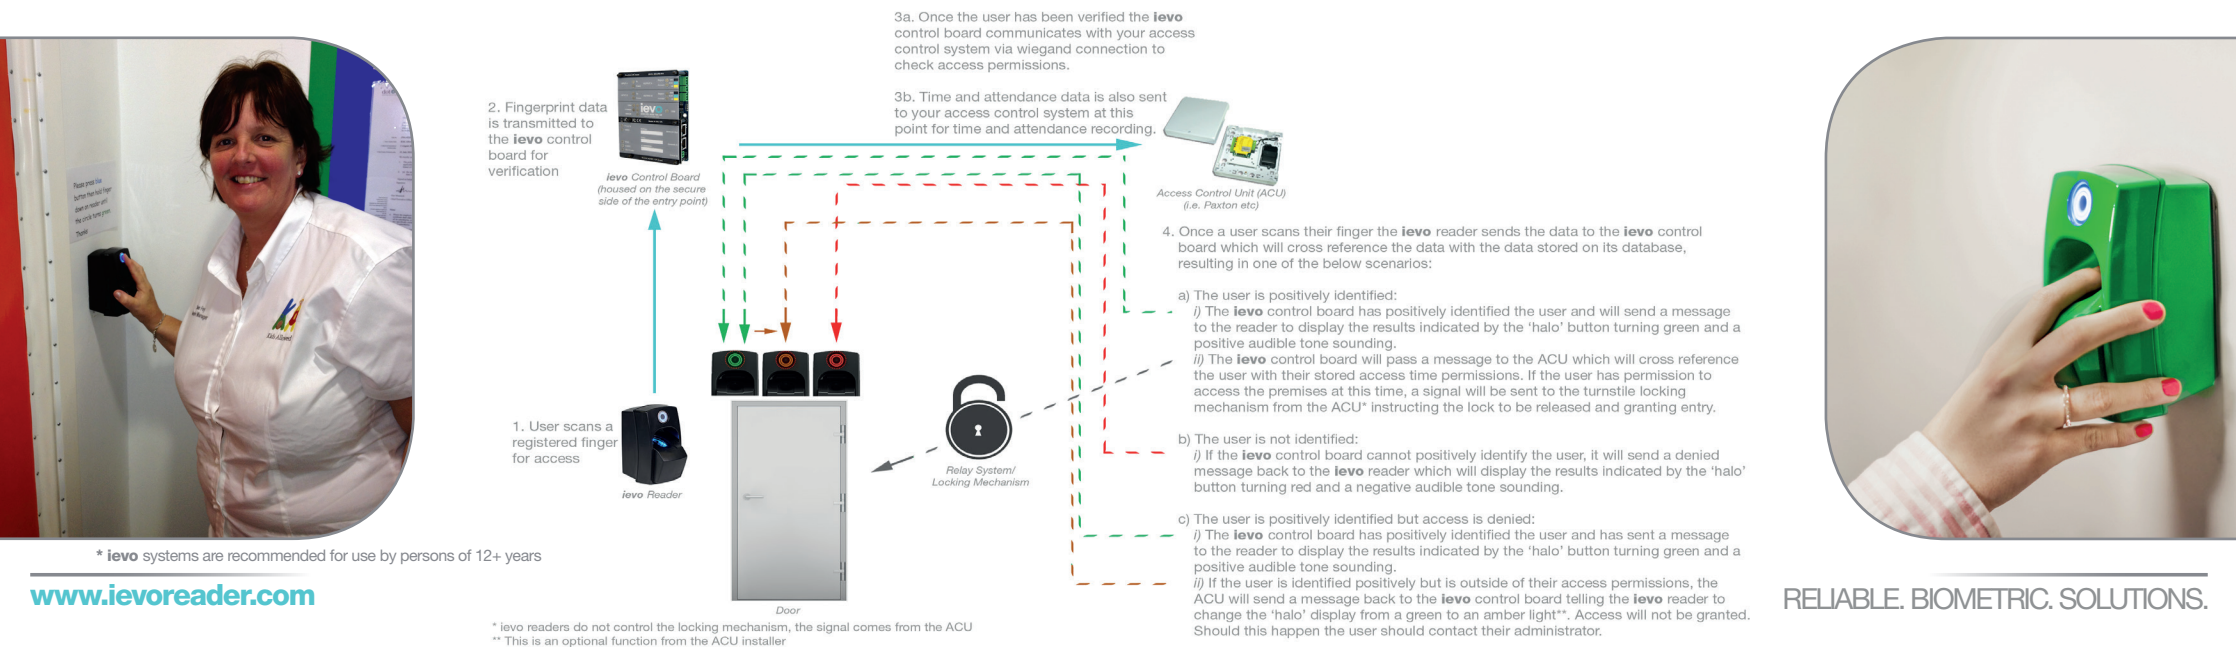 Please press blue
button then hold finger
down on reader until
the circle turns green
Thanks
Kids Allowed
* ievo systems are recommended for use by persons of 12+ years
www.ievoreader.com
2. Fingerprint data
is transmitted to
the ievo control
board for
verification
ievo
ievo Control Board
(housed on the secure
side of the entry point)
1. User scans a
registered finger
for access
ievo Reader
3a. Once the user has been verified the ievo
control board communicates with your access
control system via wiegand connection to
check access permissions.
3b. Time and attendance data is also sent
to your access control system at this
point for time and attendance recording.
Access Control Unit (ACU)
(i.e. Paxton etc)
Relay System/
Locking Mechanism
Door
* ievo readers do not control the locking mechanism, the signal comes from the ACU
** This is an optional function from the ACU installer
4. Once a user scans their finger the ievo reader sends the data to the ievo control
board which will cross reference the data with the data stored on its database,
resulting in one of the below scenarios:
a) The user is positively identified:
i) The ievo control board has positively identified the user and will send a message
to the reader to display the results indicated by the ‘halo’ button turning green and a
positive audible tone sounding.
ii) The ievo control board will pass a message to the ACU which will cross reference
the user with their stored access time permissions. If the user has permission to
access the premises at this time, a signal will be sent to the turnstile locking
mechanism from the ACU* instructing the lock to be released and granting entry.
b) The user is not identified:
i) If the ievo control board cannot positively identify the user, it will send a denied
message back to the ievo reader which will display the results indicated by the ‘halo’
button turning red and a negative audible tone sounding.
c) The user is positively identified but access is denied:
i) The ievo control board has positively identified the user and has sent a message
to the reader to display the results indicated by the ‘halo’ button turning green and a
positive audible tone sounding.
ii) If the user is identified positively but is outside of their access permissions, the
ACU will send a message back to the ievo control board telling the ievo reader to
change the ‘halo’ display from a green to an amber light**. Access will not be granted.
Should this happen the user should contact their administrator.
RELIABLE. BIOMETRIC. SOLUTIONS.